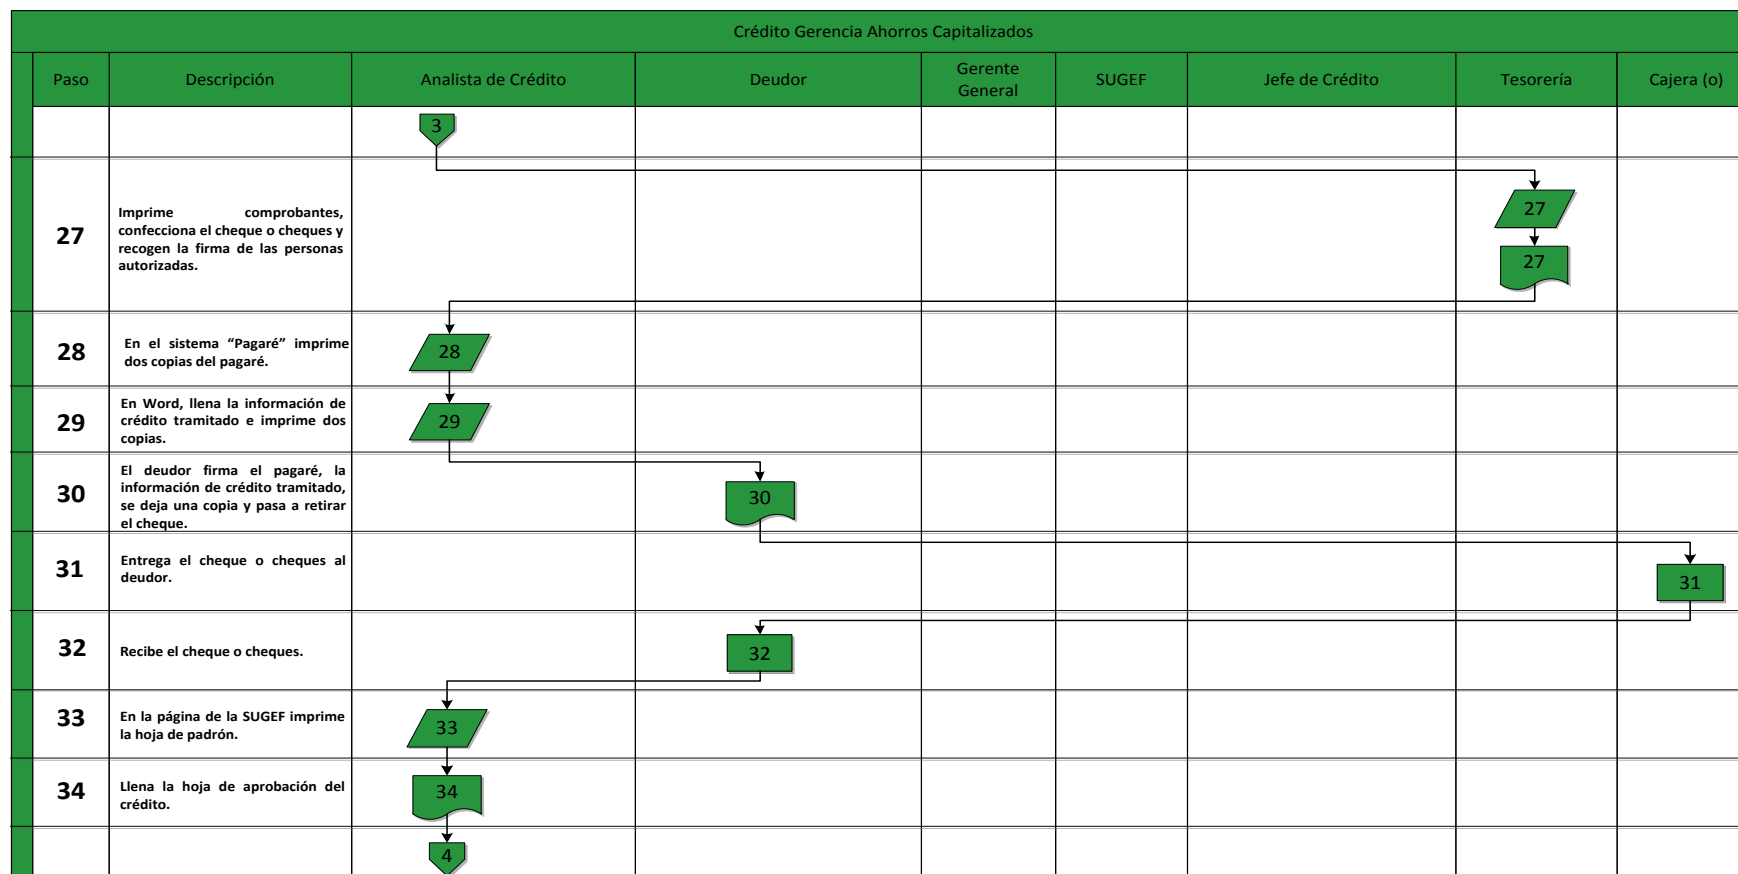 Crédito Gerencia Ahorros Capitalizados
Paso
Descripción
Analista de Crédito
Deudor
Gerente
General
SUGEF
Jefe de Crédito
Tesorería
Cajera (o)
3
27
Imprime comprobantes,
confecciona el cheque o cheques y
recogen la firma de las personas
autorizadas.
27
27
28
En el sistema “Pagaré” imprime
dos copias del pagaré.
28
29
En Word, llena la información de
crédito tramitado e imprime dos
copias.
29
30
El deudor firma el pagaré, la
información de crédito tramitado,
se deja una copia y pasa a retirar
el cheque.
30
31
Entrega el cheque o cheques al
deudor.
31
32
Recibe el cheque o cheques.
32
33
En la página de la SUGEF imprime
la hoja de padrón.
33
34
Llena la hoja de aprobación del
crédito.
34
4